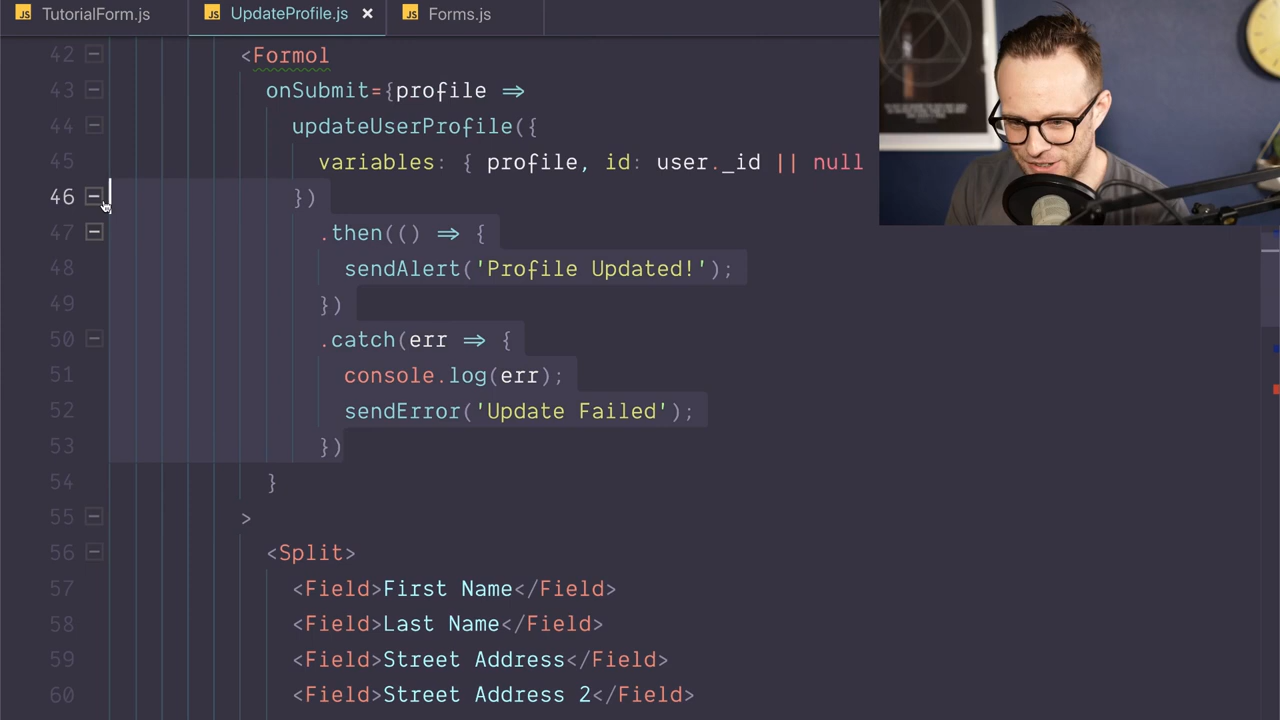 JS TutorialForm.js JS UpdateProfile.js × JS Forms.js
42 <Formol
43 onSubmit={profile ⇒
44 updateUserProfile({
45 variables: { profile, id: user._id || null
46 })
47 .then(() ⇒ {
48 sendAlert('Profile Updated!');
49 })
50 .catch(err ⇒ {
51 console.log(err);
52 sendError('Update Failed');
53 })
54 }
55 >
56 <Split>
57 <Field>First Name</Field>
58 <Field>Last Name</Field>
59 <Field>Street Address</Field>
60 <Field>Street Address 2</Field>